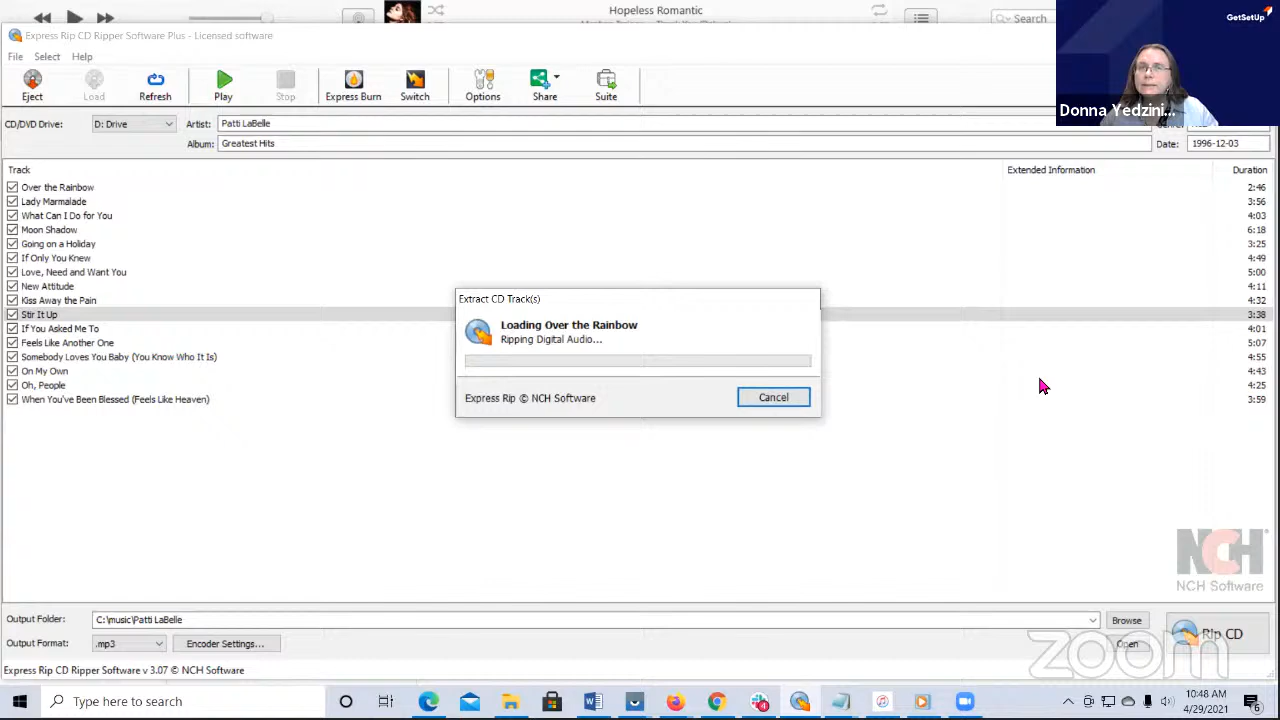 Hopeless Romantic
Search
GetSetUp
Express Rip CD Ripper Software Plus - Licensed software
File Select Help
Eject Load Refresh Play Stop Express Burn Switch Options Share Suite
Donna Yedzini...
CD/DVD Drive: D: Drive Artist: Patti LaBelle
Album: Greatest Hits Date: 1996-12-03
Track Extended Information Duration
Over the Rainbow 2:46
Lady Marmalade 3:56
What Can I Do for You 4:03
Moon Shadow 6:18
Going on a Holiday 3:25
If Only You Knew 4:49
Love, Need and Want You 5:00
New Attitude 4:11
Kiss Away the Pain 4:32
Stir It Up 3:38
If You Asked Me To 4:01
Feels Like Another One 5:07
Somebody Loves You Baby (You Know Who It Is) 4:55
On My Own 4:43
Oh, People 4:25
When You've Been Blessed (Feels Like Heaven) 3:59
Extract CD Track(s)
Loading Over the Rainbow
Ripping Digital Audio...
Express Rip © NCH Software Cancel
NCH
NCH Software
Output Folder: C:\music\Patti LaBelle Browse
Rip CD
Output Format: .mp3 Encoder Settings... Open
zoom
Express Rip CD Ripper Software v 3.07 © NCH Software
Type here to search
10:48 AM
4/29/2021
6